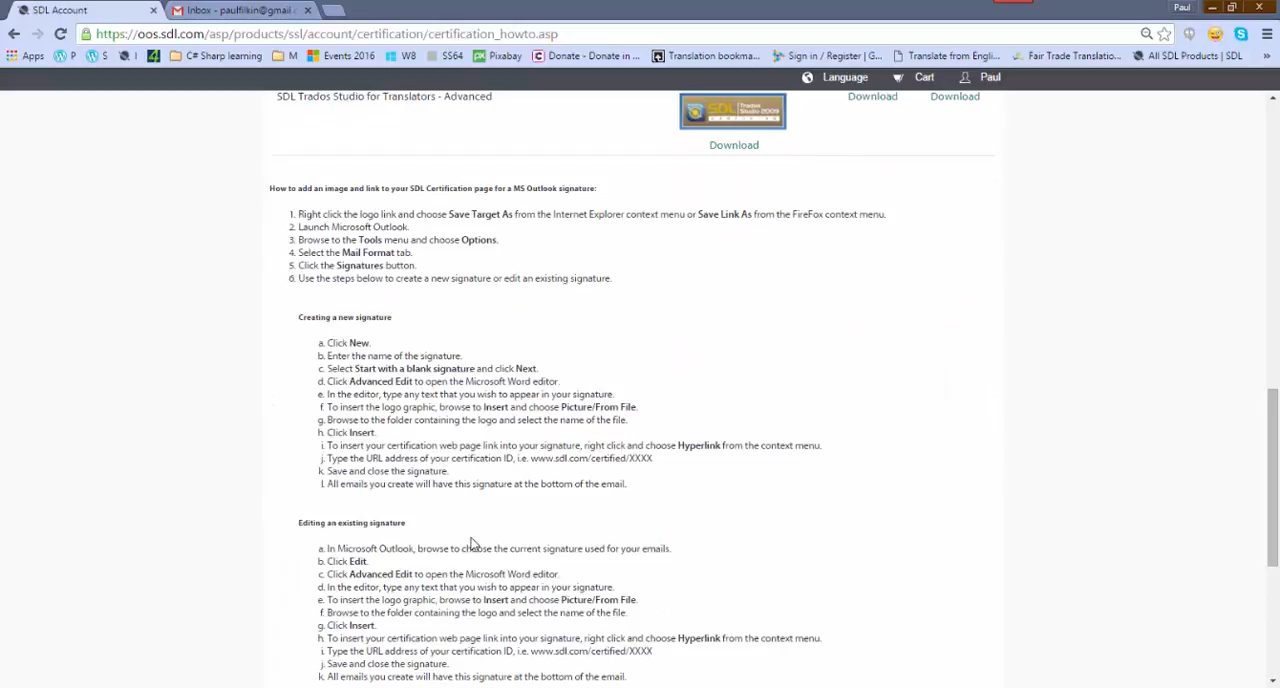 SDL Account
Inbox - paulfilkin@gmail
Paul
https://oos.sdl.com/asp/products/ssl/account/certification/certification_howto.asp
Apps P S I C# Sharp learning M Events 2016 W8 SS64 Pixabay Donate - Donate in ... Translation bookma... Sign in / Register | G... Translate from Engli... Fair Trade Translatio... All SDL Products | SDL
Language Cart Paul
SDL Trados Studio for Translators - Advanced
SDL Trados Studio 2009
Download Download
Download
How to add an image and link to your SDL Certification page for a MS Outlook signature:
1. Right click the logo link and choose Save Target As from the Internet Explorer context menu or Save Link As from the FireFox context menu.
2. Launch Microsoft Outlook.
3. Browse to the Tools menu and choose Options.
4. Select the Mail Format tab.
5. Click the Signatures button.
6. Use the steps below to create a new signature or edit an existing signature.
Creating a new signature
a. Click New.
b. Enter the name of the signature.
c. Select Start with a blank signature and click Next.
d. Click Advanced Edit to open the Microsoft Word editor.
e. In the editor, type any text that you wish to appear in your signature.
f. To insert the logo graphic, browse to Insert and choose Picture/From File.
g. Browse to the folder containing the logo and select the name of the file.
h. Click Insert.
i. To insert your certification web page link into your signature, right click and choose Hyperlink from the context menu.
j. Type the URL address of your certification ID, i.e. www.sdl.com/certified/XXXX
k. Save and close the signature.
l. All emails you create will have this signature at the bottom of the email.
Editing an existing signature
a. In Microsoft Outlook, browse to choose the current signature used for your emails.
b. Click Edit.
c. Click Advanced Edit to open the Microsoft Word editor.
d. In the editor, type any text that you wish to appear in your signature.
e. To insert the logo graphic, browse to Insert and choose Picture/From File.
f. Browse to the folder containing the logo and select the name of the file.
g. Click Insert.
h. To insert your certification web page link into your signature, right click and choose Hyperlink from the context menu.
i. Type the URL address of your certification ID, i.e. www.sdl.com/certified/XXXX
j. Save and close the signature.
k. All emails you create will have this signature at the bottom of the email.